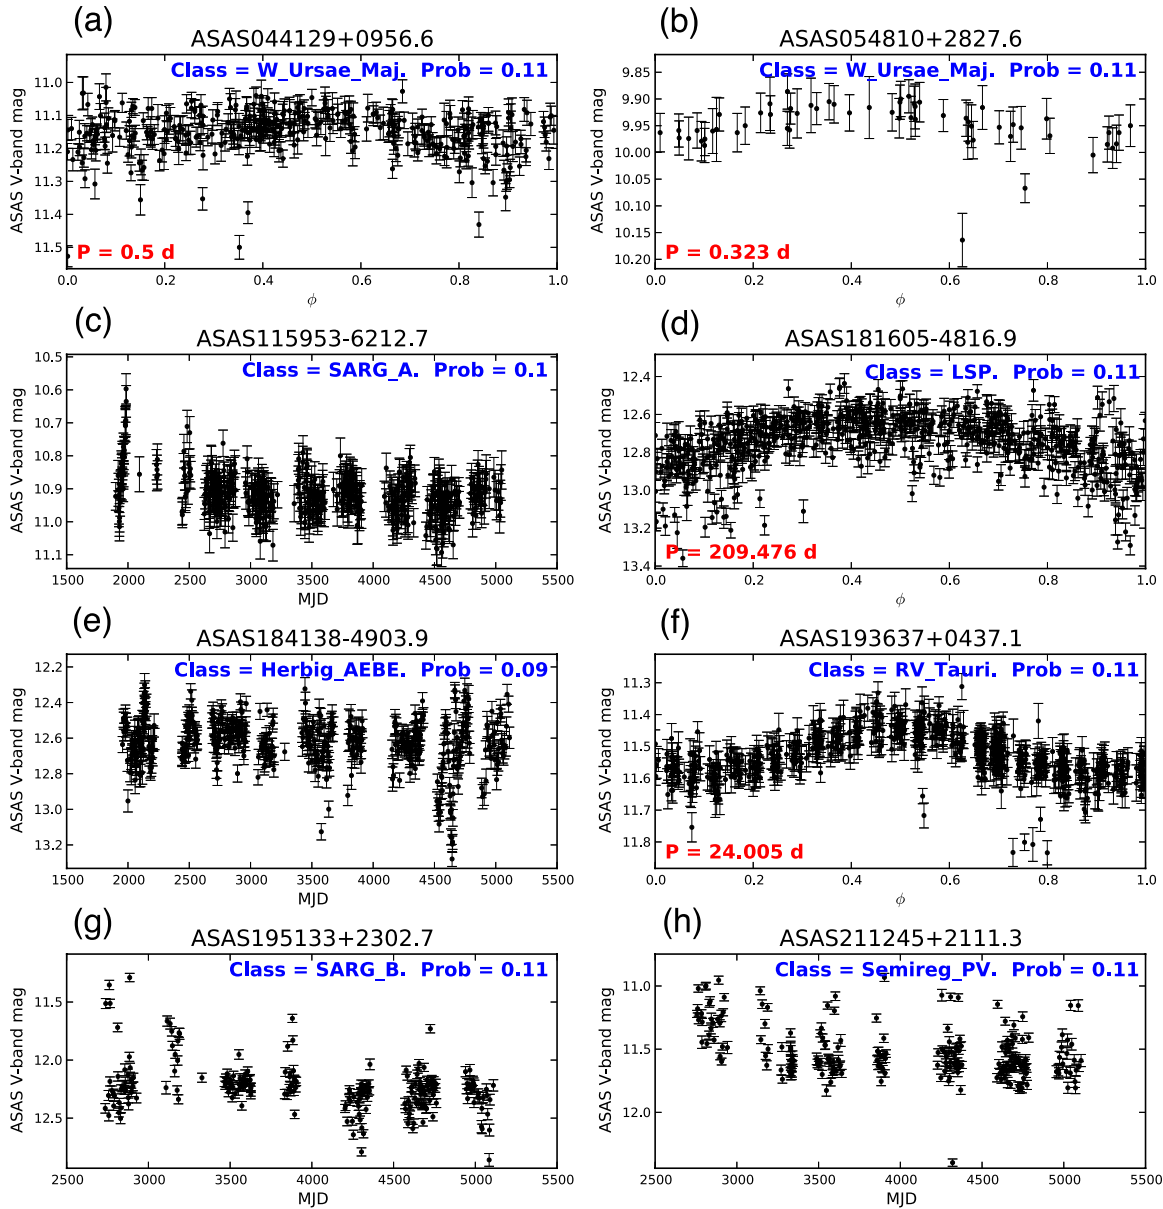 (a)
ASAS044129+0956.6
Class = W_Ursae_Maj. Prob = 0.11
ASAS V-band mag
11.0
11.1
11.2
11.3
11.4
11.5
P = 0.5 d
0.0 0.2 0.4 0.6 0.8 1.0
ϕ
(b)
ASAS054810+2827.6
Class = W_Ursae_Maj. Prob = 0.11
ASAS V-band mag
9.85
9.90
9.95
10.00
10.05
10.10
10.15
10.20
P = 0.323 d
0.0 0.2 0.4 0.6 0.8 1.0
ϕ
(c)
ASAS115953-6212.7
Class = SARG_A. Prob = 0.1
ASAS V-band mag
10.5
10.6
10.7
10.8
10.9
11.0
11.1
1500 2000 2500 3000 3500 4000 4500 5000 5500
MJD
(d)
ASAS181605-4816.9
Class = LSP. Prob = 0.11
ASAS V-band mag
12.4
12.6
12.8
13.0
13.2
13.4
P = 209.476 d
0.0 0.2 0.4 0.6 0.8 1.0
ϕ
(e)
ASAS184138-4903.9
Class = Herbig_AEBE. Prob = 0.09
ASAS V-band mag
12.2
12.4
12.6
12.8
13.0
13.2
1500 2000 2500 3000 3500 4000 4500 5000 5500
MJD
(f)
ASAS193637+0437.1
Class = RV_Tauri. Prob = 0.11
ASAS V-band mag
11.3
11.4
11.5
11.6
11.7
11.8
P = 24.005 d
0.0 0.2 0.4 0.6 0.8 1.0
ϕ
(g)
ASAS195133+2302.7
Class = SARG_B. Prob = 0.11
ASAS V-band mag
11.5
12.0
12.5
2500 3000 3500 4000 4500 5000 5500
MJD
(h)
ASAS211245+2111.3
Class = Semireg_PV. Prob = 0.11
ASAS V-band mag
11.0
11.5
12.0
2500 3000 3500 4000 4500 5000 5500
MJD